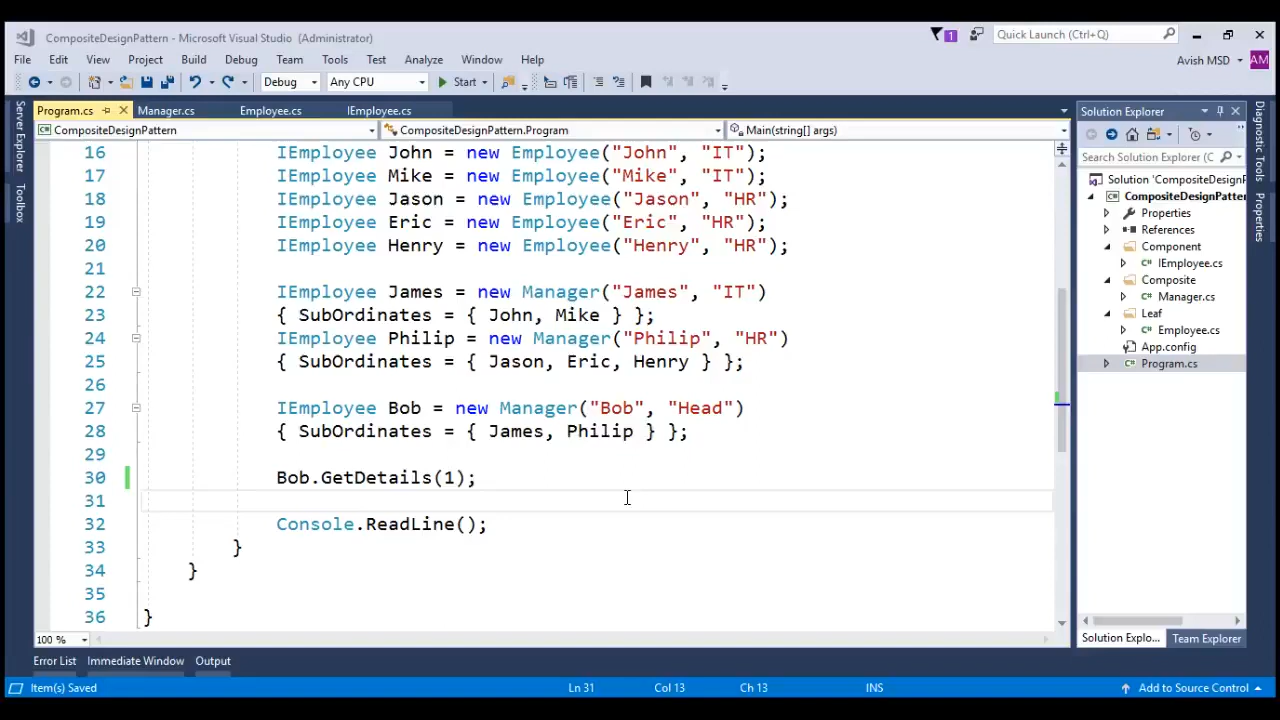 CompositeDesignPattern - Microsoft Visual Studio (Administrator)
1
Quick Launch (Ctrl+Q)
File Edit View Project Build Debug Team Tools Test Analyze Window Help
Avish MSD
AM
Debug Any CPU Start
Server Explorer
Toolbox
Program.cs Manager.cs Employee.cs IEmployee.cs
CompositeDesignPattern CompositeDesignPattern.Program Main(string[] args)
16 IEmployee John = new Employee("John", "IT");
17 IEmployee Mike = new Employee("Mike", "IT");
18 IEmployee Jason = new Employee("Jason", "HR");
19 IEmployee Eric = new Employee("Eric", "HR");
20 IEmployee Henry = new Employee("Henry", "HR");
21
22 IEmployee James = new Manager("James", "IT")
23 { SubOrdinates = { John, Mike } };
24 IEmployee Philip = new Manager("Philip", "HR")
25 { SubOrdinates = { Jason, Eric, Henry } };
26
27 IEmployee Bob = new Manager("Bob", "Head")
28 { SubOrdinates = { James, Philip } };
29
30 Bob.GetDetails(1);
31
32 Console.ReadLine();
33 }
34 }
35
36 }
100 %
Solution Explorer
Search Solution Explorer (C
Solution 'CompositeDesignP
CompositeDesignPatter
Properties
References
Component
IEmployee.cs
Composite
Manager.cs
Leaf
Employee.cs
App.config
Program.cs
Solution Explo... Team Explorer
Diagnostic Tools
Properties
Error List Immediate Window Output
Item(s) Saved Ln 31 Col 13 Ch 13 INS Add to Source Control